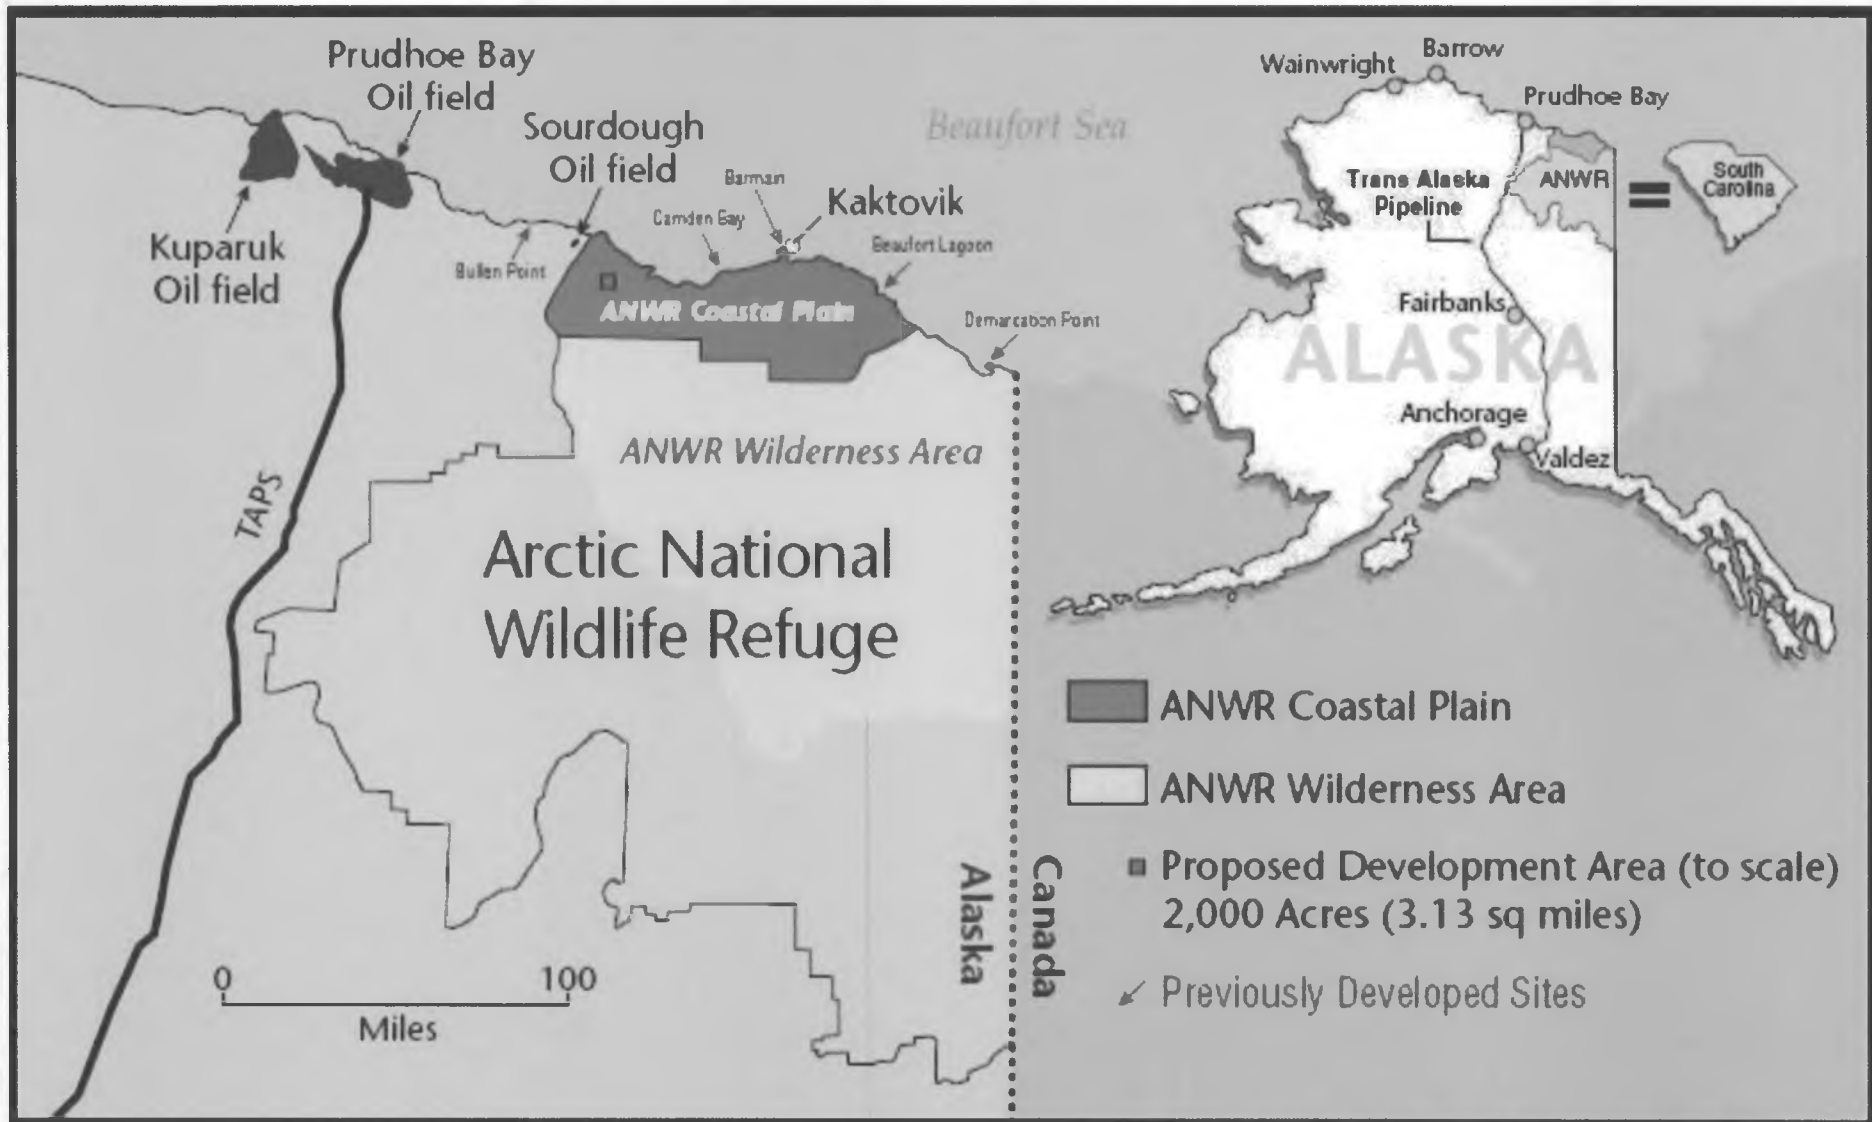 Prudhoe Bay
Oil field
Sourdough
Oil field
Kuparuk
Oil field
Bullen Point
Camden Bay
Kaktovik
Beaufort Lagoon
Demarcation Point
Beaufort Sea
ANWR Coastal Plain
ANWR Wilderness Area
Arctic National
Wildlife Refuge
TAPS
0 100
Miles
Alaska
Canada
Wainwright
Barrow
Prudhoe Bay
Trans Alaska
Pipeline
ANWR
=
South
Carolina
Fairbanks
ALASKA
Anchorage
Valdez
ANWR Coastal Plain
ANWR Wilderness Area
Proposed Development Area (to scale)
2,000 Acres (3.13 sq miles)
Previously Developed Sites